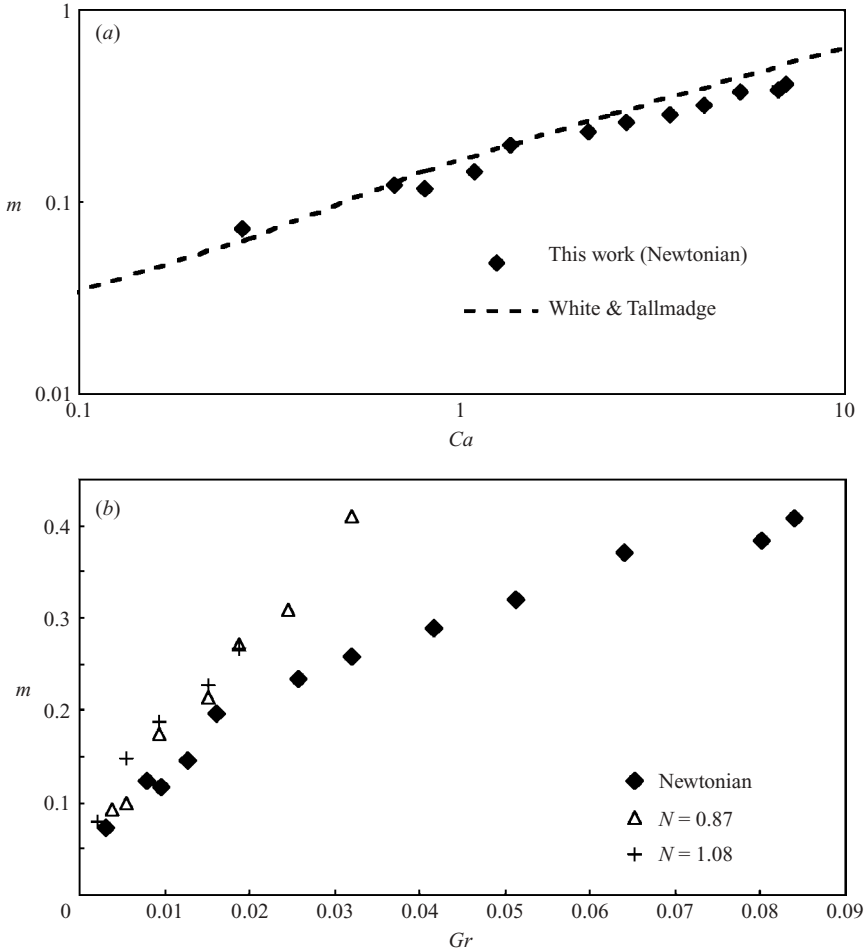 1
(a)
m
0.1
This work (Newtonian)
White & Tallmadge
0.01
0.1
1
10
Ca
(b)
0.4
0.3
m
0.2
Newtonian
N = 0.87
0.1
N = 1.08
0
0.01
0.02
0.03
0.04
0.05
0.06
0.07
0.08
0.09
Gr